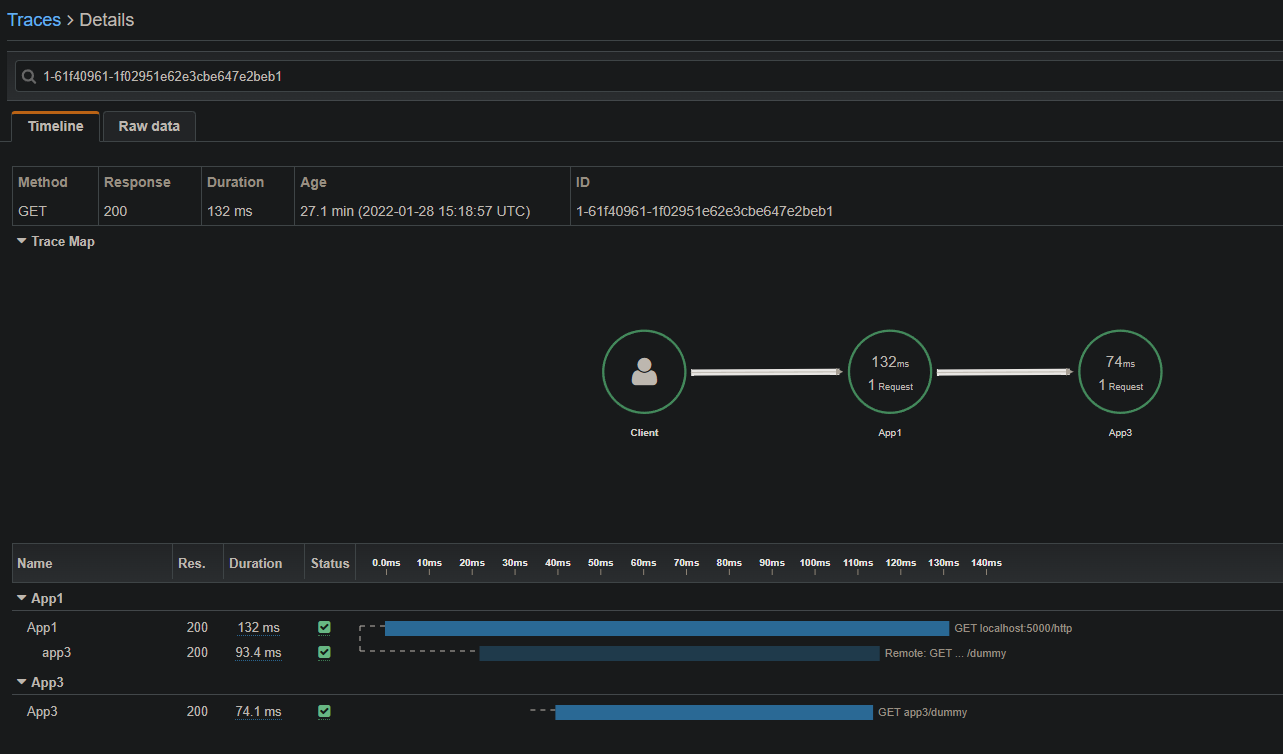 Traces > Details
1-61f40961-1f02951e62e3cbe647e2beb1
Timeline Raw data
Method Response Duration Age ID
GET 200 132 ms 27.1 min (2022-01-28 15:18:57 UTC) 1-61f40961-1f02951e62e3cbe647e2beb1
Trace Map
132ms 74ms
1 Request 1 Request
Client App1 App3
Name Res. Duration Status 0.0ms 10ms 20ms 30ms 40ms 50ms 60ms 70ms 80ms 90ms 100ms 110ms 120ms 130ms 140ms
App1
App1 200 132 ms GET localhost:5000/http
app3 200 93.4 ms Remote: GET ... /dummy
App3
App3 200 74.1 ms GET app3/dummy